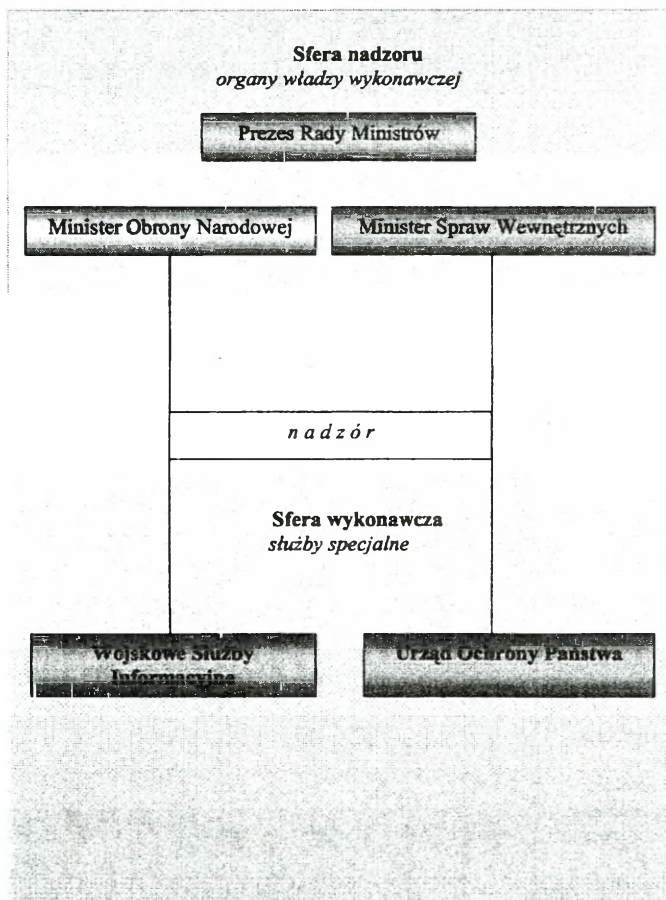 Sfera nadzoru
organy władzy wykonawczej
Prezes Rady Ministrów
Minister Obrony Narodowej
Minister Spraw Wewnętrznych
nadzór
Sfera wykonawcza
służby specjalne
Wojskowe Służby
Informacyjne
Urząd Ochrony Państwa